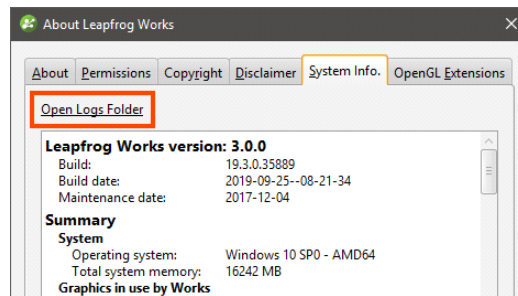 About Leapfrog Works
About Permissions Copyright Disclaimer System Info. OpenGL Extensions
Open Logs Folder
Leapfrog Works version: 3.0.0
Build: 19.3.0.35889
Build date: 2019-09-25--08-21-34
Maintenance date: 2017-12-04
Summary
System
Operating system: Windows 10 SP0 - AMD64
Total system memory: 16242 MB
Graphics in use by Works